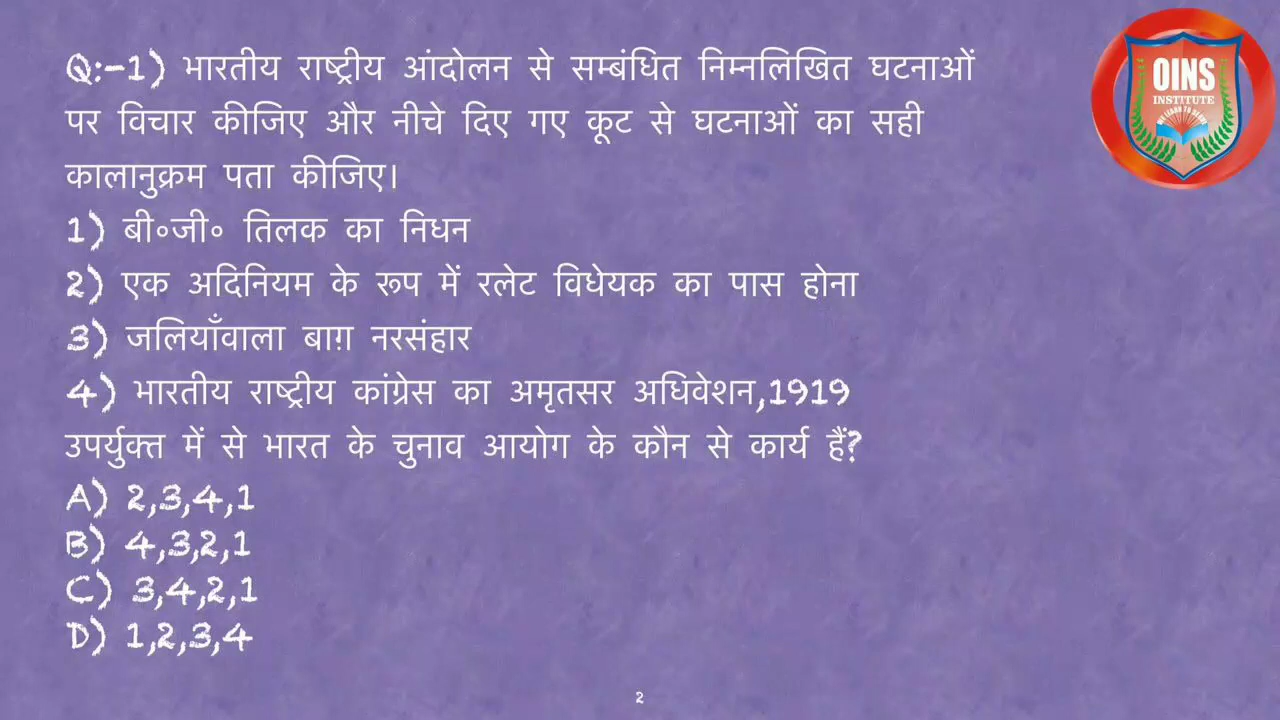 Q:-1) भारतीय राष्ट्रीय आंदोलन से सम्बंधित निम्नलिखित घटनाओं
पर विचार कीजिए और नीचे दिए गए कूट से घटनाओं का सही
कालानुक्रम पता कीजिए।
1) बी॰जी॰ तिलक का निधन
2) एक अदिनियम के रूप में रलेट विधेयक का पास होना
3) जलियाँवाला बाग़ नरसंहार
4) भारतीय राष्ट्रीय कांग्रेस का अमृतसर अधिवेशन,1919
उपर्युक्त में से भारत के चुनाव आयोग के कौन से कार्य हैं?
A) 2,3,4,1
B) 4,3,2,1
C) 3,4,2,1
D) 1,2,3,4
OINS
INSTITUTE
2